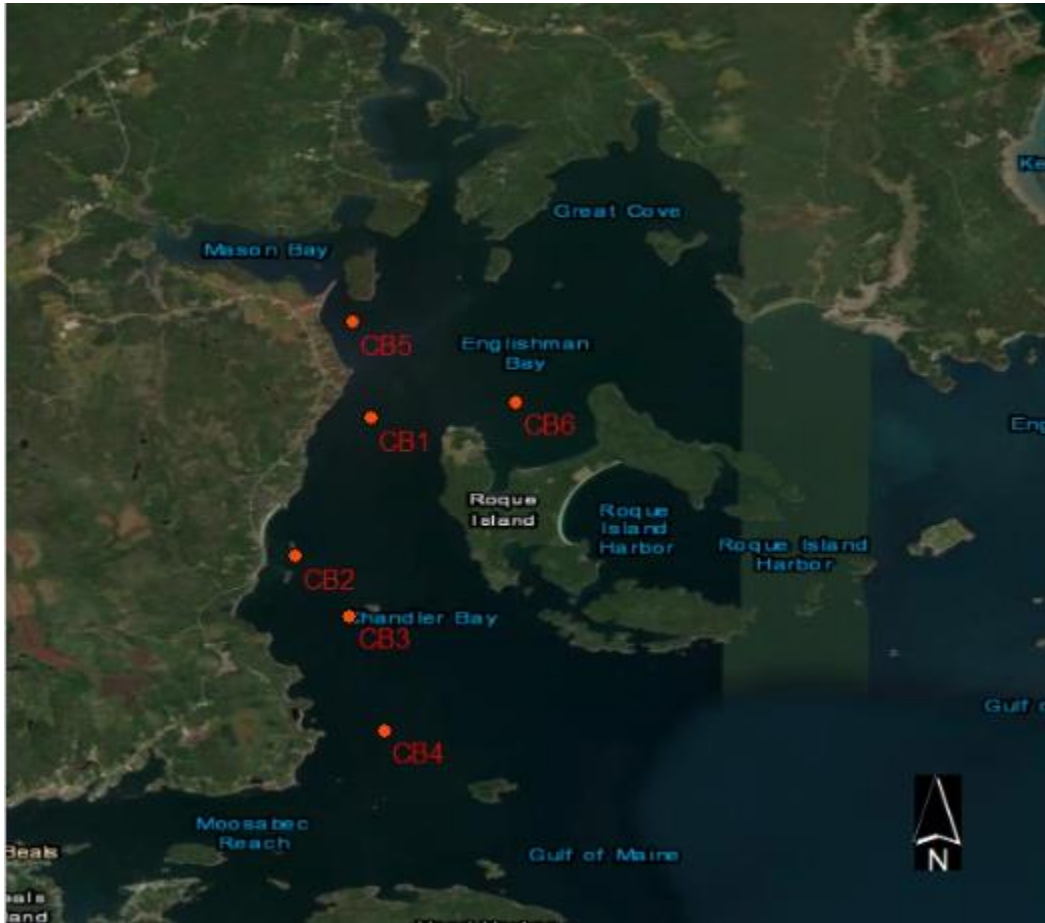 Great Cove
Mason Bay
CB5
Englishman
Bay
CB1
CB6
Roque
Island
Roque
Island
Harbor
Roque Island
Harbor
CB2
Chandler Bay
CB3
CB4
Moosabec
Reach
Beals
Gulf of Maine
N